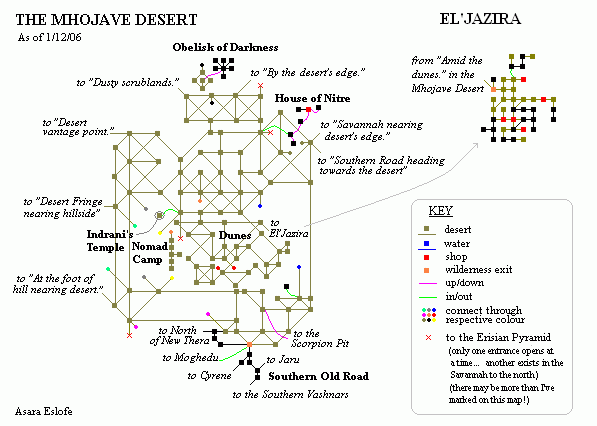 THE MHOJAVE DESERT
As of 1/12/06
EL'JAZIRA
Obelisk of Darkness
to "Dusty scrublands."
to "By the desert's edge."
from "Amid the
dunes." in the
Mhojave Desert
House of Nitre
to "Desert
vantage point."
to "Savannah nearing
desert's edge."
to "Southern Road heading
towards the desert"
to "Desert Fringe
nearing hillside"
to
El'Jazira
Indrani's
Temple
Nomad
Camp
Dunes
to "At the foot of
hill nearing desert."
to North
of New Thera
to the
Scorpion Pit
to Moghedu
to Jaru
to Cyrene
Southern Old Road
to the Southern Vashnars
KEY
desert
water
shop
wilderness exit
up/down
in/out
connect through
respective colour
to the Erisian Pyramid
(only one entrance opens at
a time... another exists in the
Savannah to the north)
(there may be more than I've
marked on this map!)
Asara Eslofe